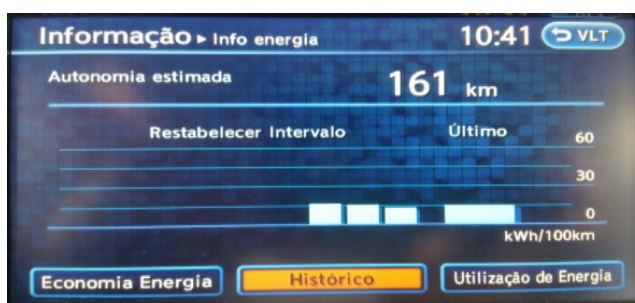 Informação ▸ Info energia 10:41 VLT
Autonomia estimada 161 km
Restabelecer Intervalo Último 60
30
0
kWh/100km
Economia Energia Histórico Utilização de Energia